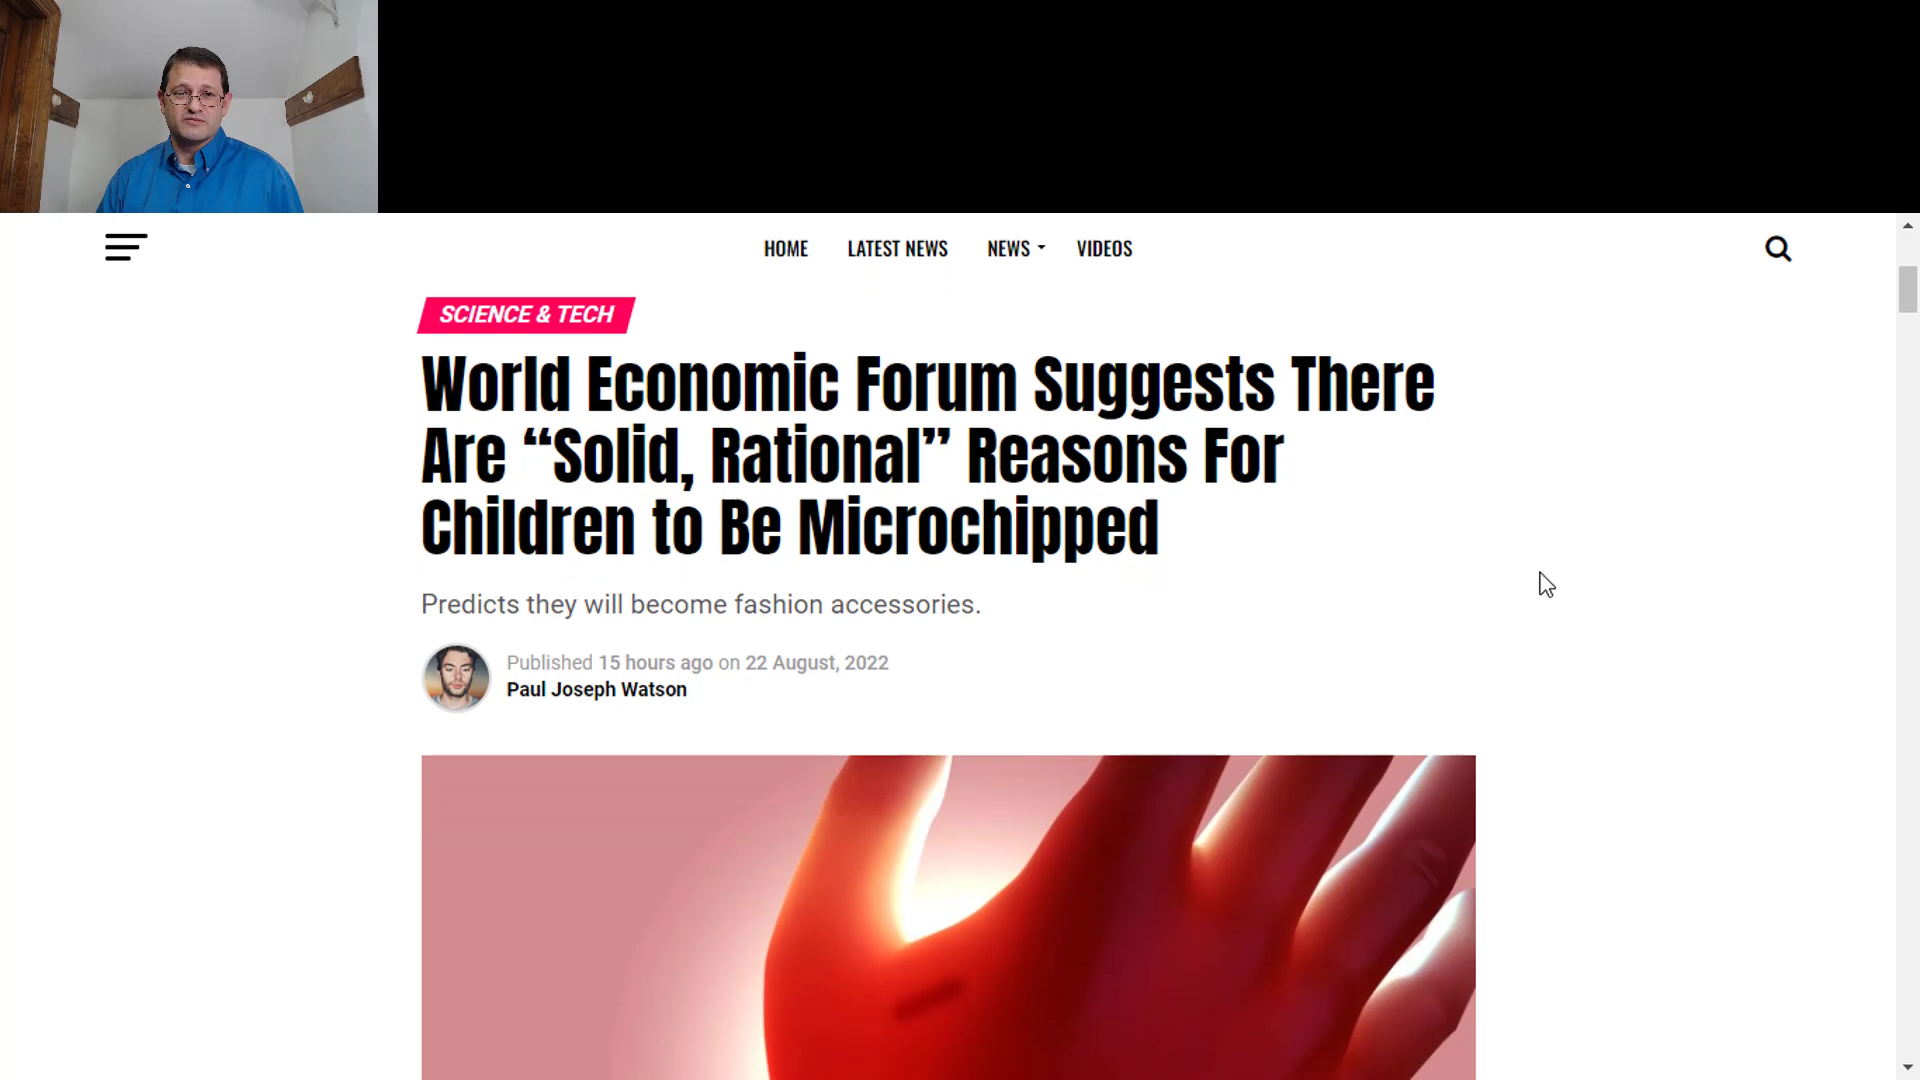 HOME LATEST NEWS NEWS VIDEOS
SCIENCE & TECH
World Economic Forum Suggests There
Are “Solid, Rational” Reasons For
Children to Be Microchipped
Predicts they will become fashion accessories.
Published 15 hours ago on 22 August, 2022
Paul Joseph Watson